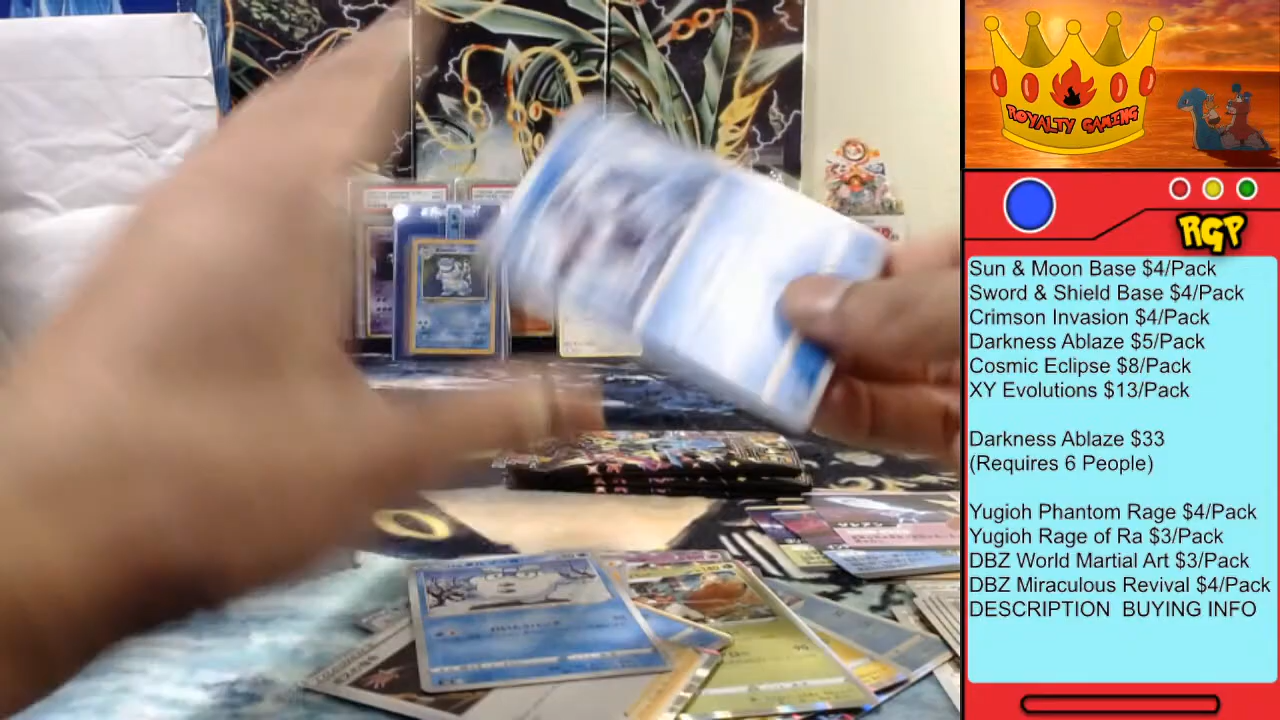 ROYALTY GAMING
RGP
Sun & Moon Base $4/Pack
Sword & Shield Base $4/Pack
Crimson Invasion $4/Pack
Darkness Ablaze $5/Pack
Cosmic Eclipse $8/Pack
XY Evolutions $13/Pack
Darkness Ablaze $33
(Requires 6 People)
Yugioh Phantom Rage $4/Pack
Yugioh Rage of Ra $3/Pack
DBZ World Martial Art $3/Pack
DBZ Miraculous Revival $4/Pack
DESCRIPTION BUYING INFO